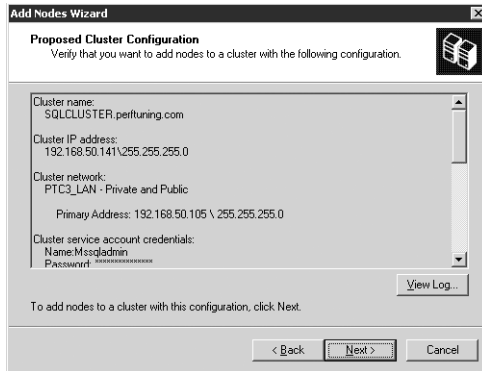 Add Nodes Wizard
Proposed Cluster Configuration
Verify that you want to add nodes to a cluster with the following configuration.
Cluster name:
SQLCLUSTER.perftuning.com
Cluster IP address:
192.168.50.141\255.255.255.0
Cluster network:
PTC3_LAN - Private and Public
Primary Address: 192.168.50.105 \ 255.255.255.0
Cluster service account credentials:
Name:Mssqladmin
Password: **************
View Log...
To add nodes to a cluster with this configuration, click Next.
< Back
Next >
Cancel